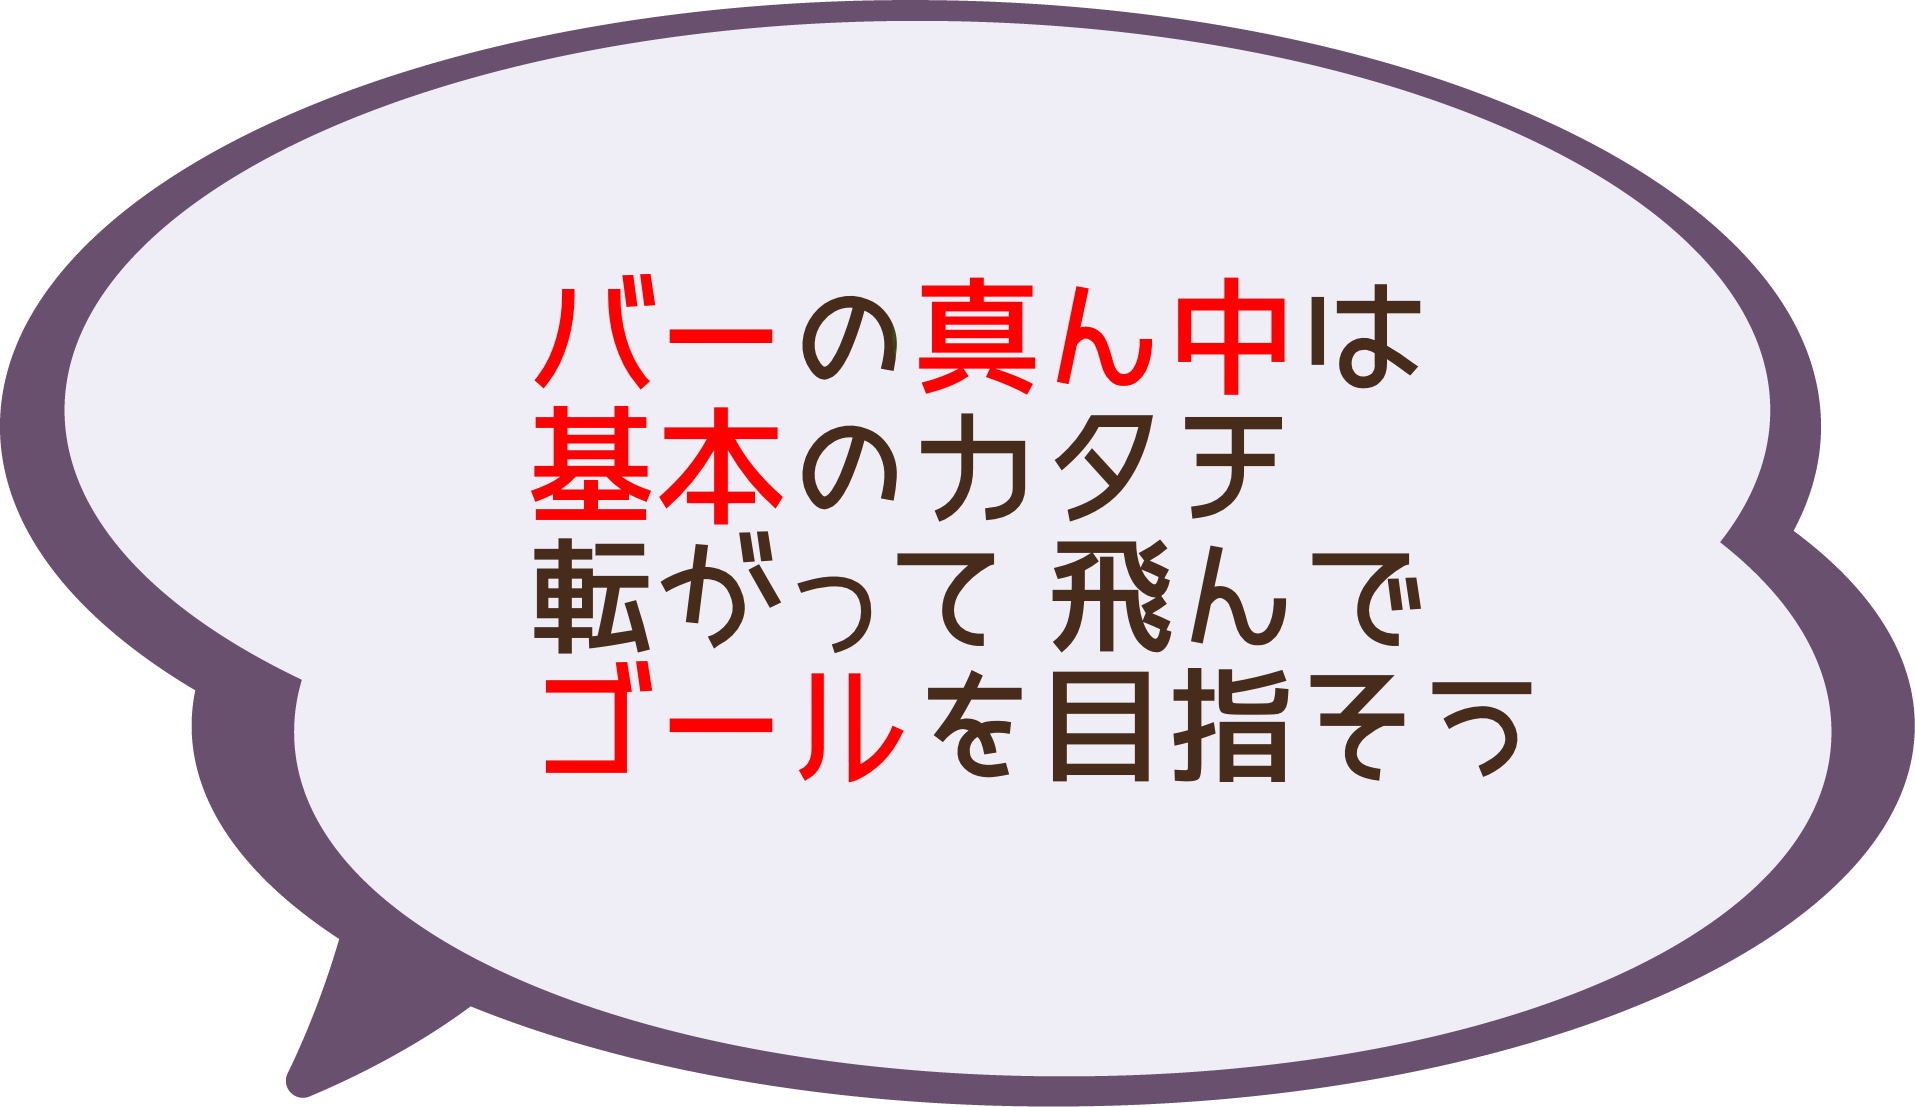 バーの真ん中は
基本のカタチ
転がって 飛んで
ゴールを目指そう